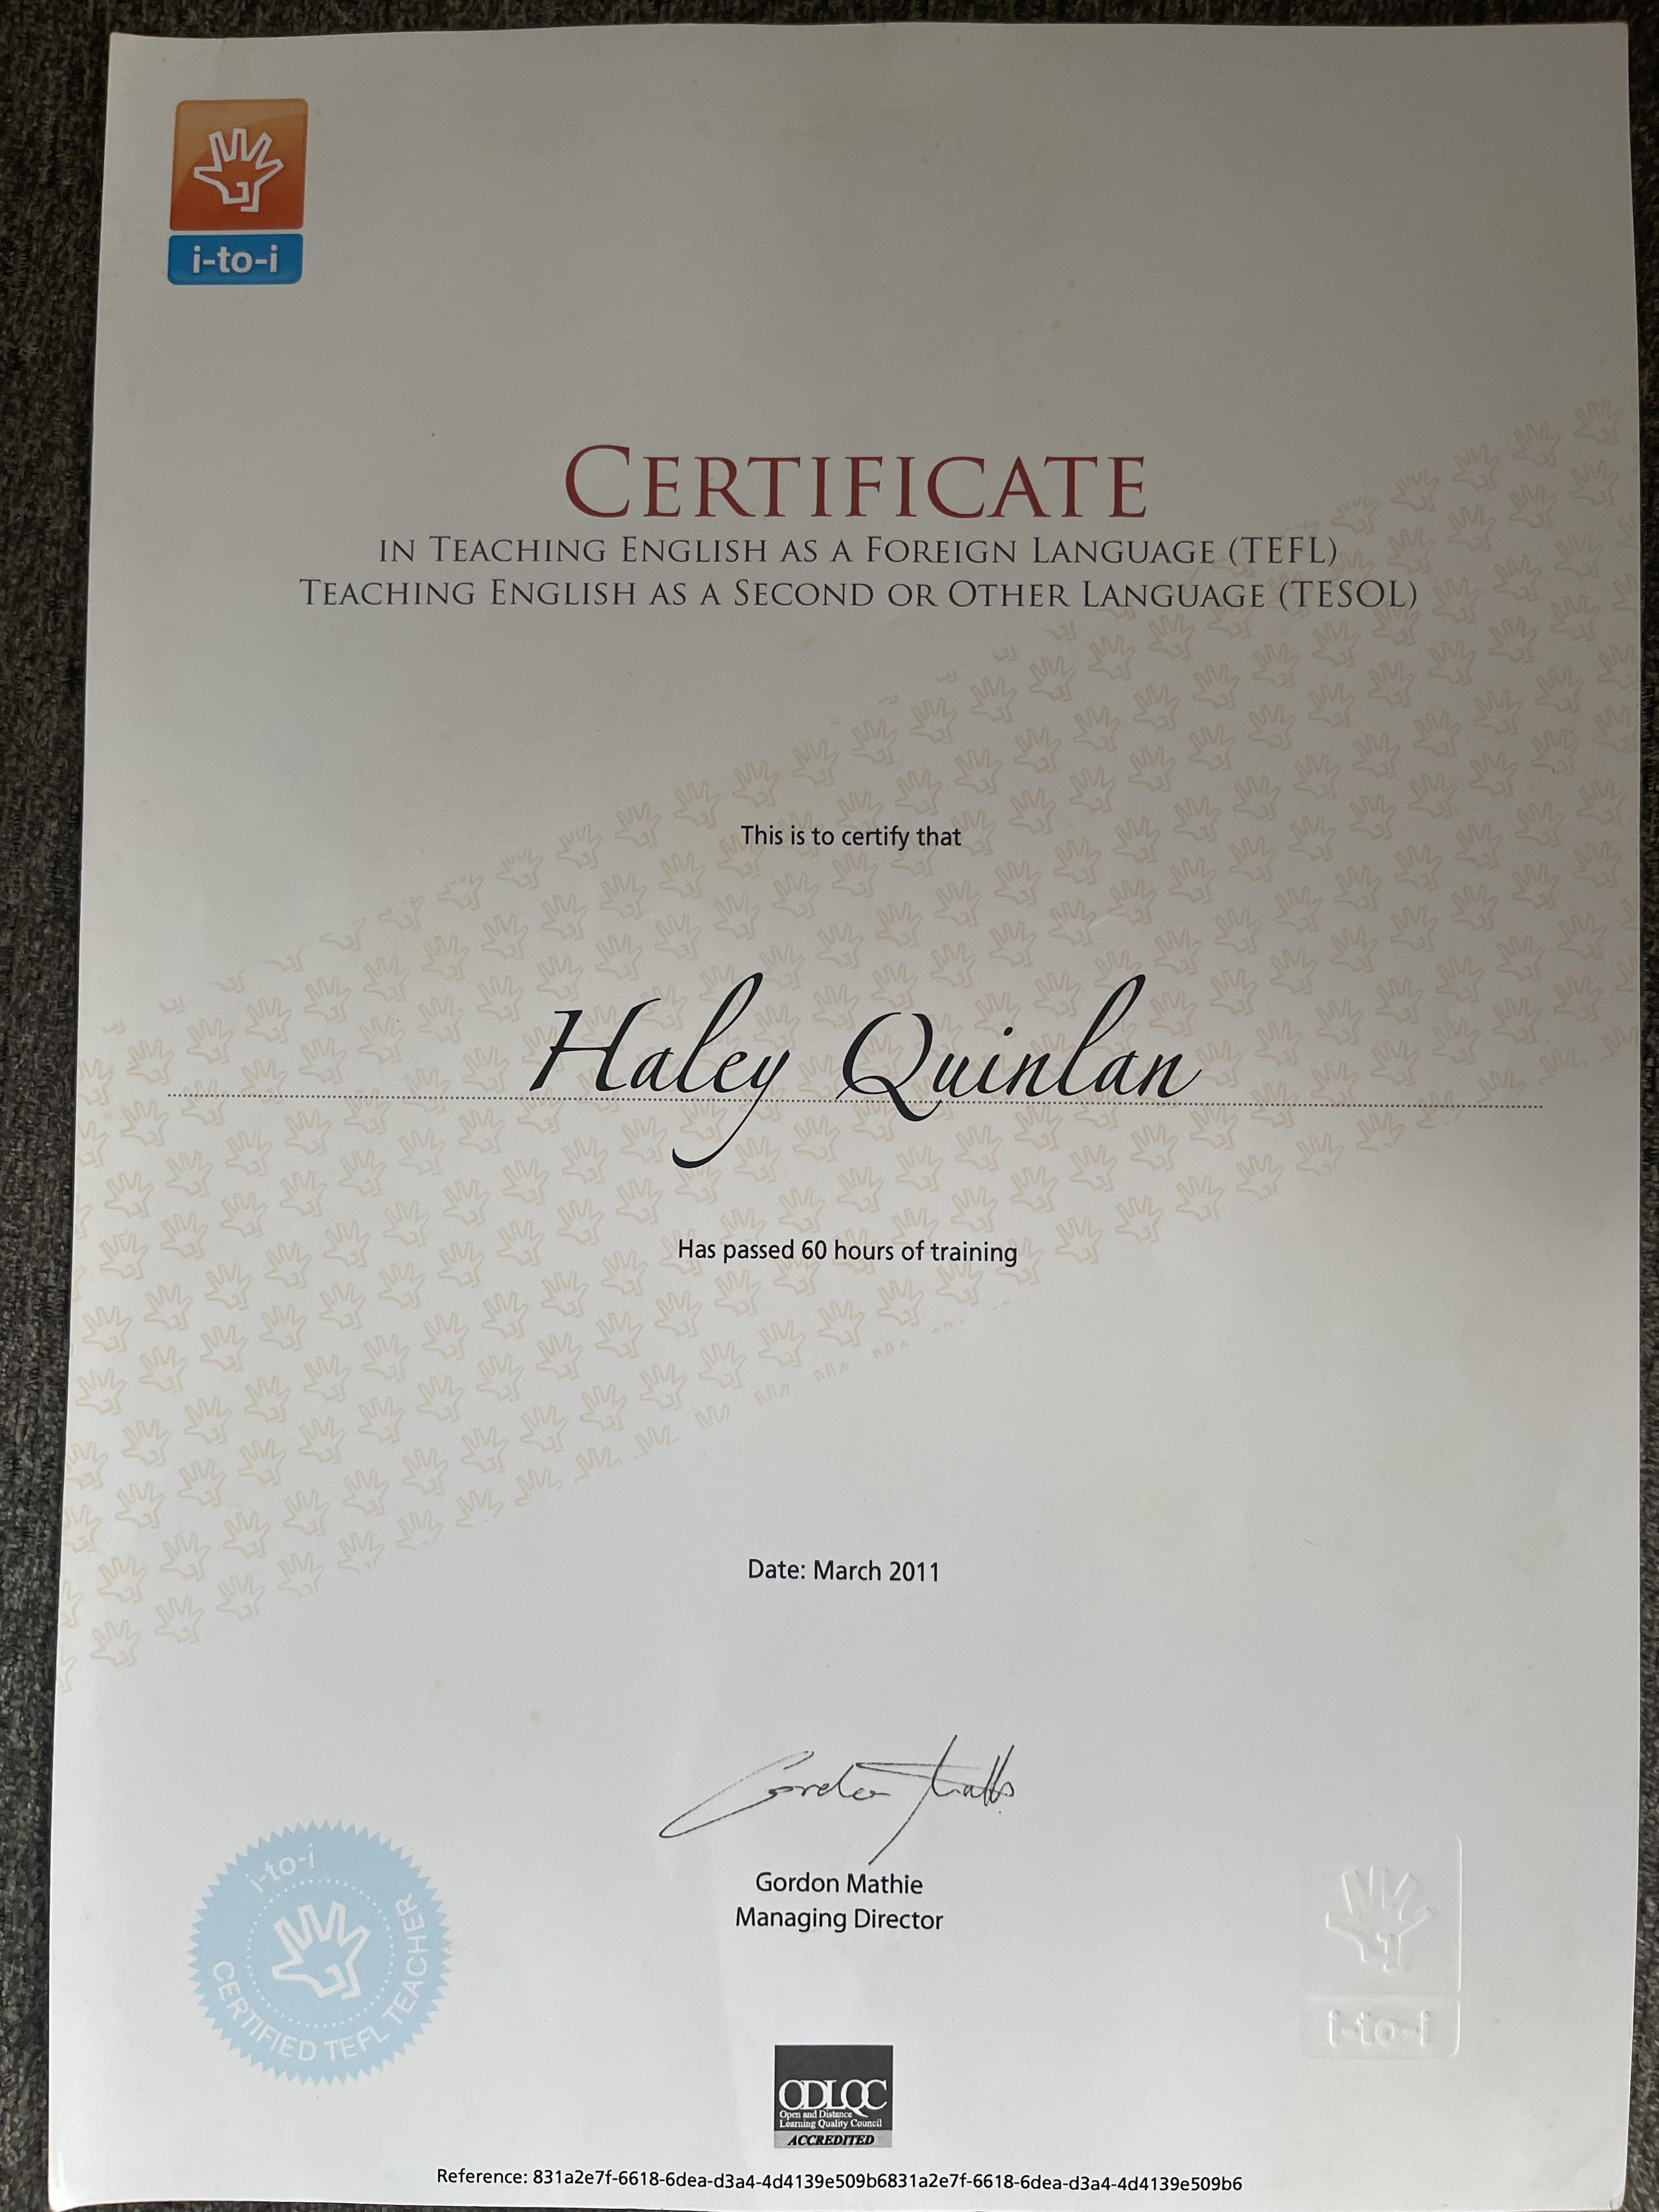 i-to-i
CERTIFICATE
IN TEACHING ENGLISH AS A FOREIGN LANGUAGE (TEFL)
TEACHING ENGLISH AS A SECOND OR OTHER LANGUAGE (TESOL)
This is to certify that
Haley Quinlan
Has passed 60 hours of training
Date: March 2011
Gordon Mathie
Managing Director
i-to-i
CERTIFIED TEFL TEACHER
i-to-i
ODLQC
Open and Distance
Learning Quality Council
ACCREDITED
Reference: 831a2e7f-6618-6dea-d3a4-4d4139e509b6831a2e7f-6618-6dea-d3a4-4d4139e509b6